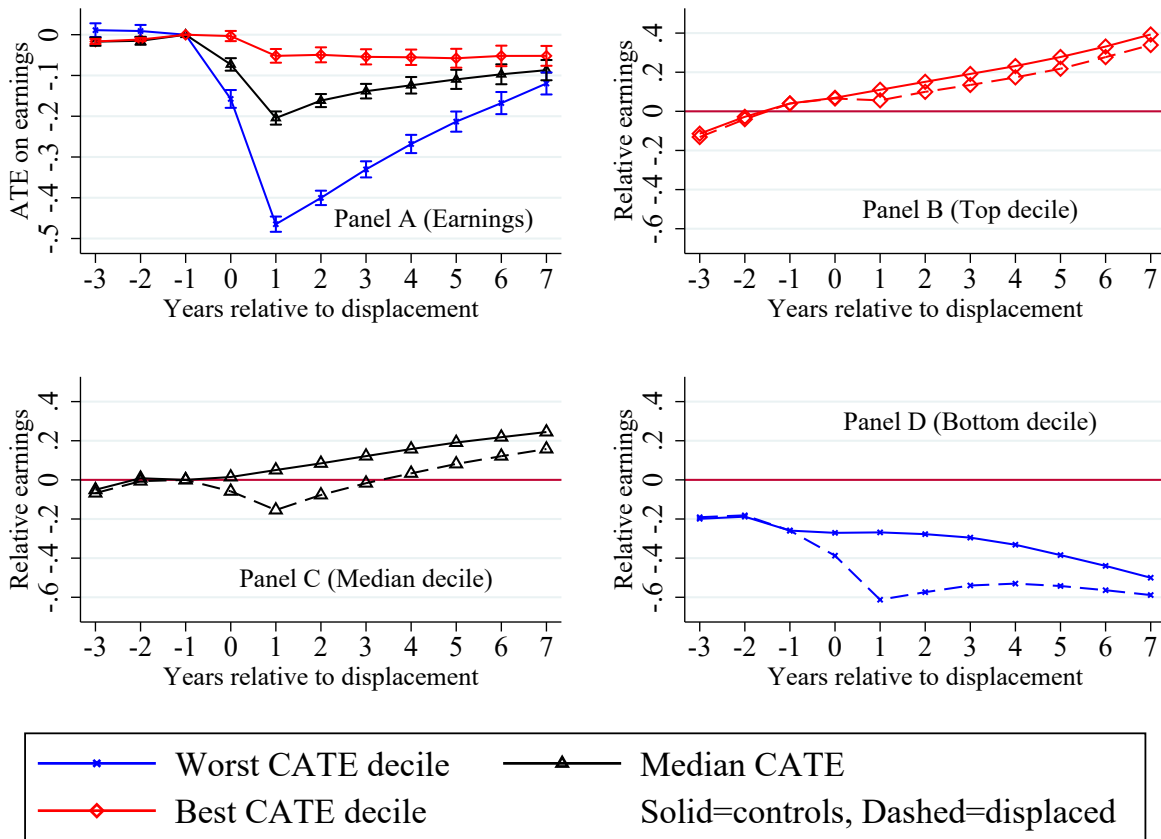 ATE on earnings
0
-.1
-.2
-.3
-.4
-.5
Panel A (Earnings)
-3 -2 -1 0 1 2 3 4 5 6 7
Years relative to displacement
Relative earnings
.4
.2
0
-.2
-.4
-.6
Panel B (Top decile)
-3 -2 -1 0 1 2 3 4 5 6 7
Years relative to displacement
Relative earnings
.4
.2
0
-.2
-.4
-.6
Panel C (Median decile)
-3 -2 -1 0 1 2 3 4 5 6 7
Years relative to displacement
Relative earnings
.4
.2
0
-.2
-.4
-.6
Panel D (Bottom decile)
-3 -2 -1 0 1 2 3 4 5 6 7
Years relative to displacement
Worst CATE decile
Median CATE
Best CATE decile
Solid=controls, Dashed=displaced